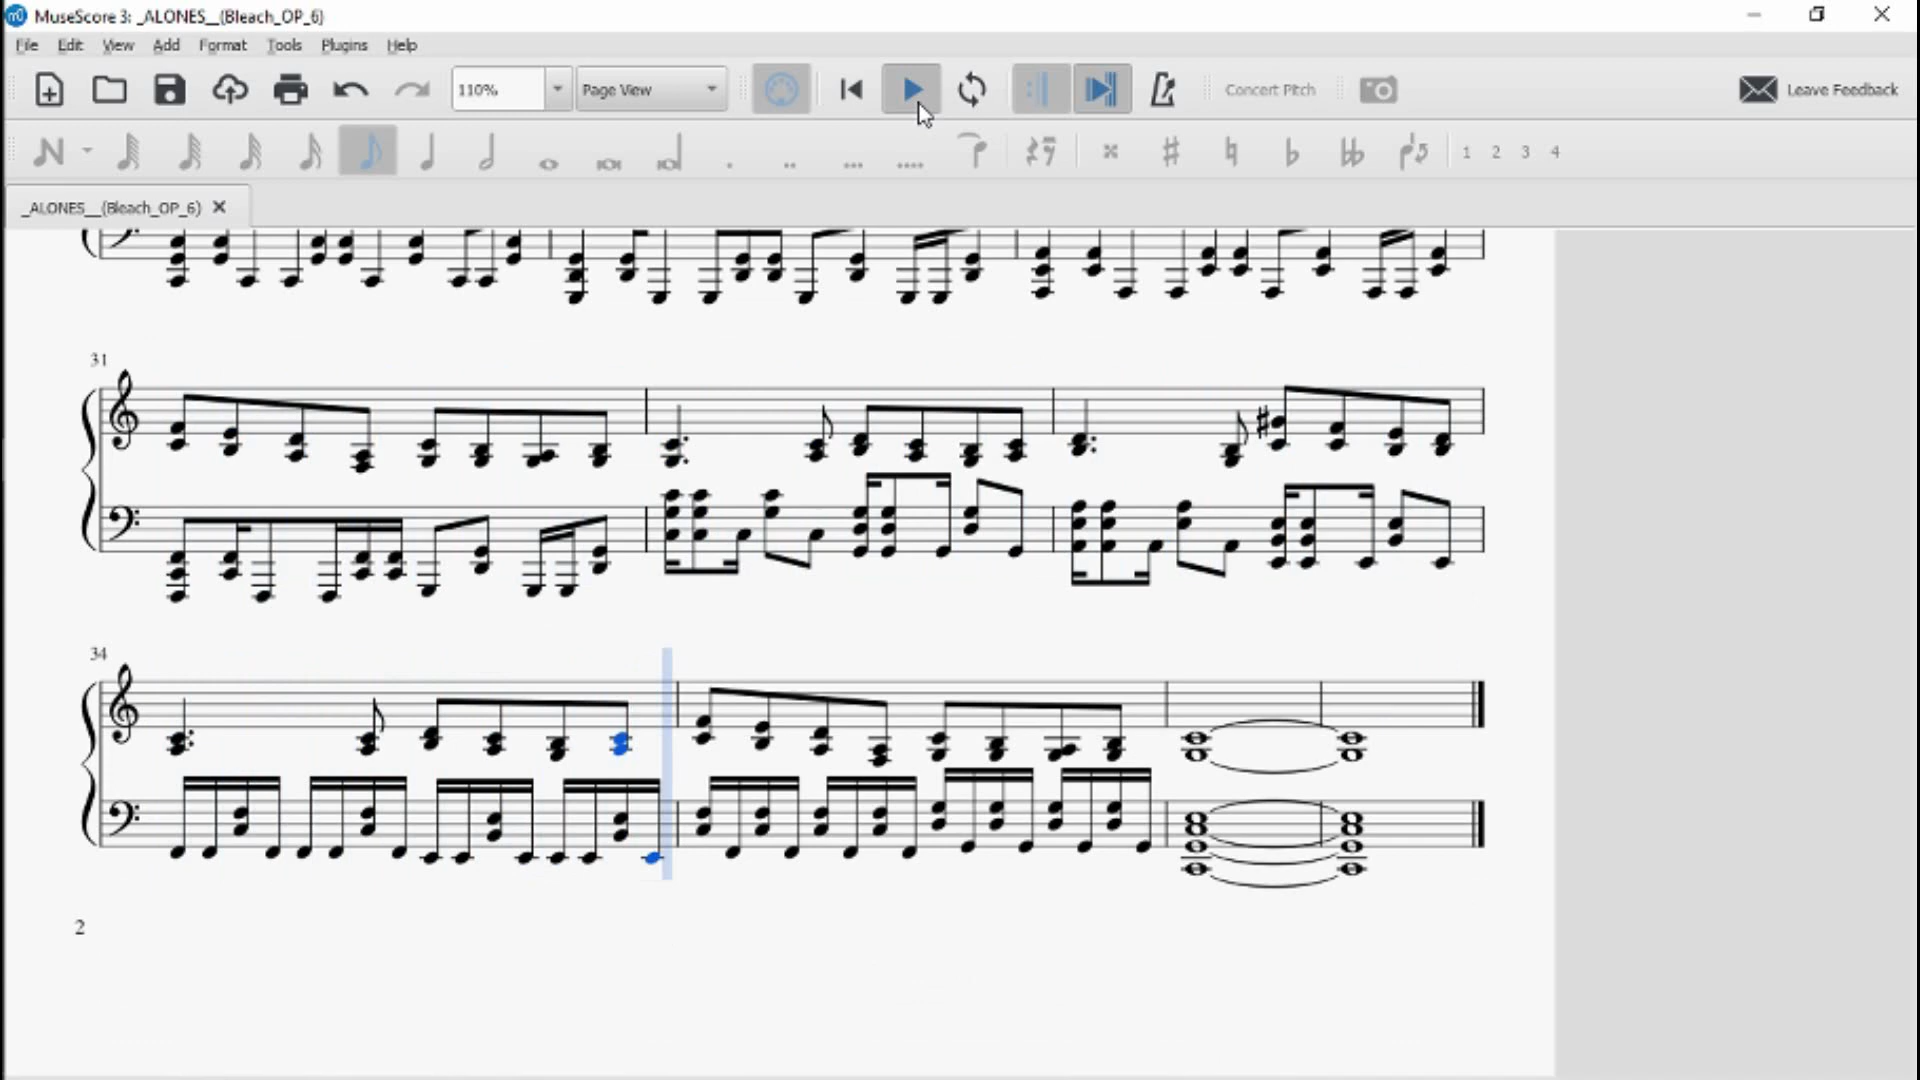 MuseScore 3: _ALONES__(Bleach_OP_6)
File Edit View Add Format Tools Plugins Help
110% Page View Concert Pitch Leave Feedback
1 2 3 4
_ALONES__(Bleach_OP_6)
31
34
2